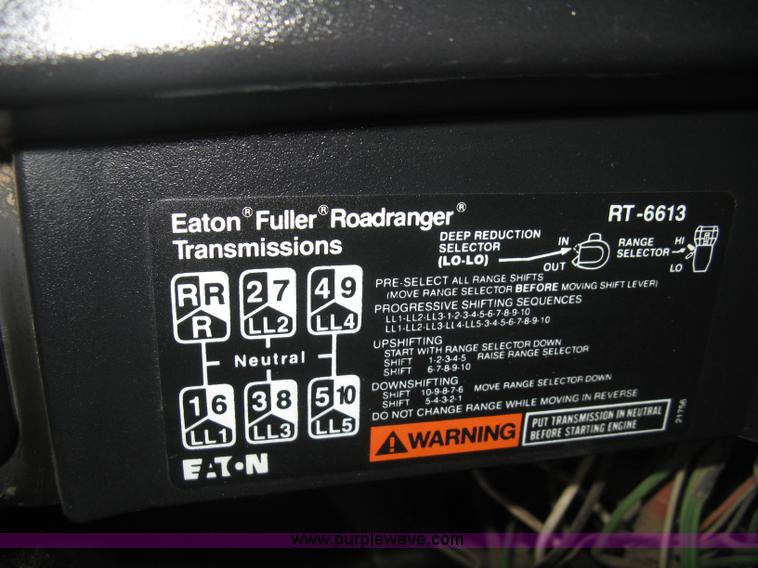 Eaton® Fuller® Roadranger®
Transmissions
RT-6613
DEEP REDUCTION
SELECTOR
(LO-LO)
IN
OUT
RANGE
SELECTOR
HI
LO
R R
R
2 7
LL2
4 9
LL4
Neutral
1 6
LL1
3 8
LL3
5 10
LL5
EATON
PRE-SELECT ALL RANGE SHIFTS
(MOVE RANGE SELECTOR BEFORE MOVING SHIFT LEVER)
PROGRESSIVE SHIFTING SEQUENCES
LL1-LL2-LL3-1-2-3-4-5-6-7-8-9-10
LL1-LL2-LL3-LL4-LL5-3-4-5-6-7-8-9-10
UPSHIFTING
START WITH RANGE SELECTOR DOWN
SHIFT 1-2-3-4-5 RAISE RANGE SELECTOR
SHIFT 6-7-8-9-10
DOWNSHIFTING
SHIFT 10-9-8-7-6 MOVE RANGE SELECTOR DOWN
SHIFT 5-4-3-2-1
DO NOT CHANGE RANGE WHILE MOVING IN REVERSE
WARNING
PUT TRANSMISSION IN NEUTRAL
BEFORE STARTING ENGINE
21756
www.purplewave.com